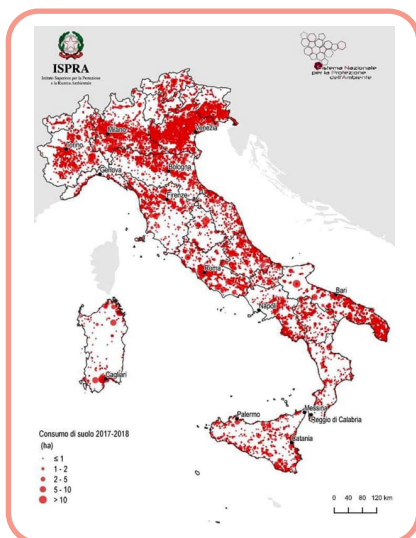 ISPRA
Istituto Superiore per la Protezione
e la Ricerca Ambientale
Sistema Nazionale
per la Protezione
dell'Ambiente
Milano
Venezia
Torino
Genova
Bologna
Firenze
Roma
Bari
Napoli
Cagliari
Messina
Palermo
Reggio di Calabria
Catania
Consumo di suolo 2017-2018
(ha)
≤ 1
1 - 2
2 - 5
5 - 10
> 10
0 40 80 120 km